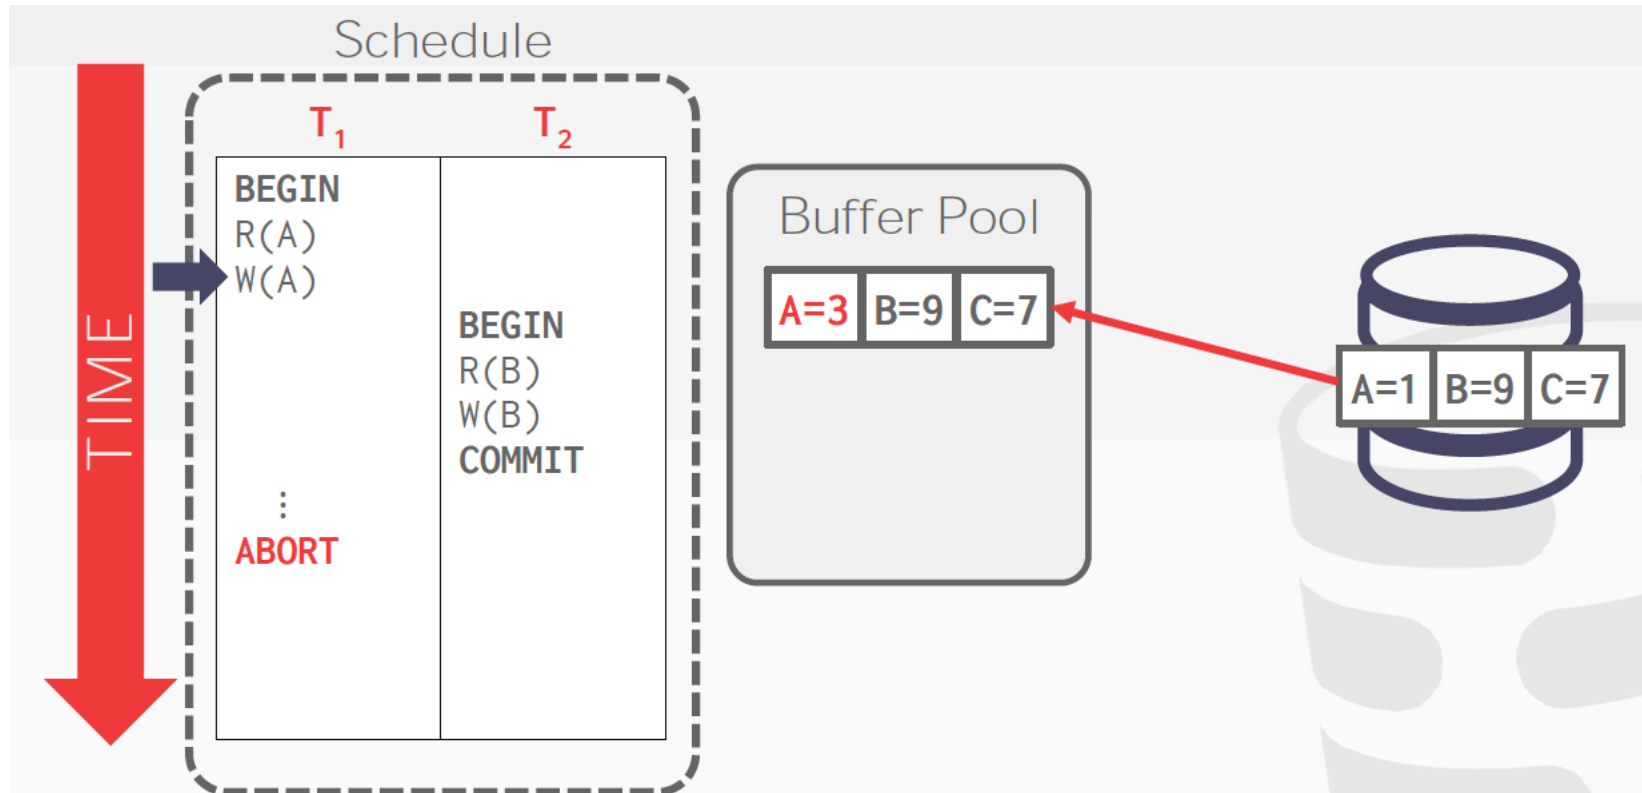 Schedule
TIME
T₁ T₂
BEGIN
R(A)
W(A)
BEGIN
R(B)
W(B)
COMMIT
⋮
ABORT
Buffer Pool
A=3 B=9 C=7
A=1 B=9 C=7